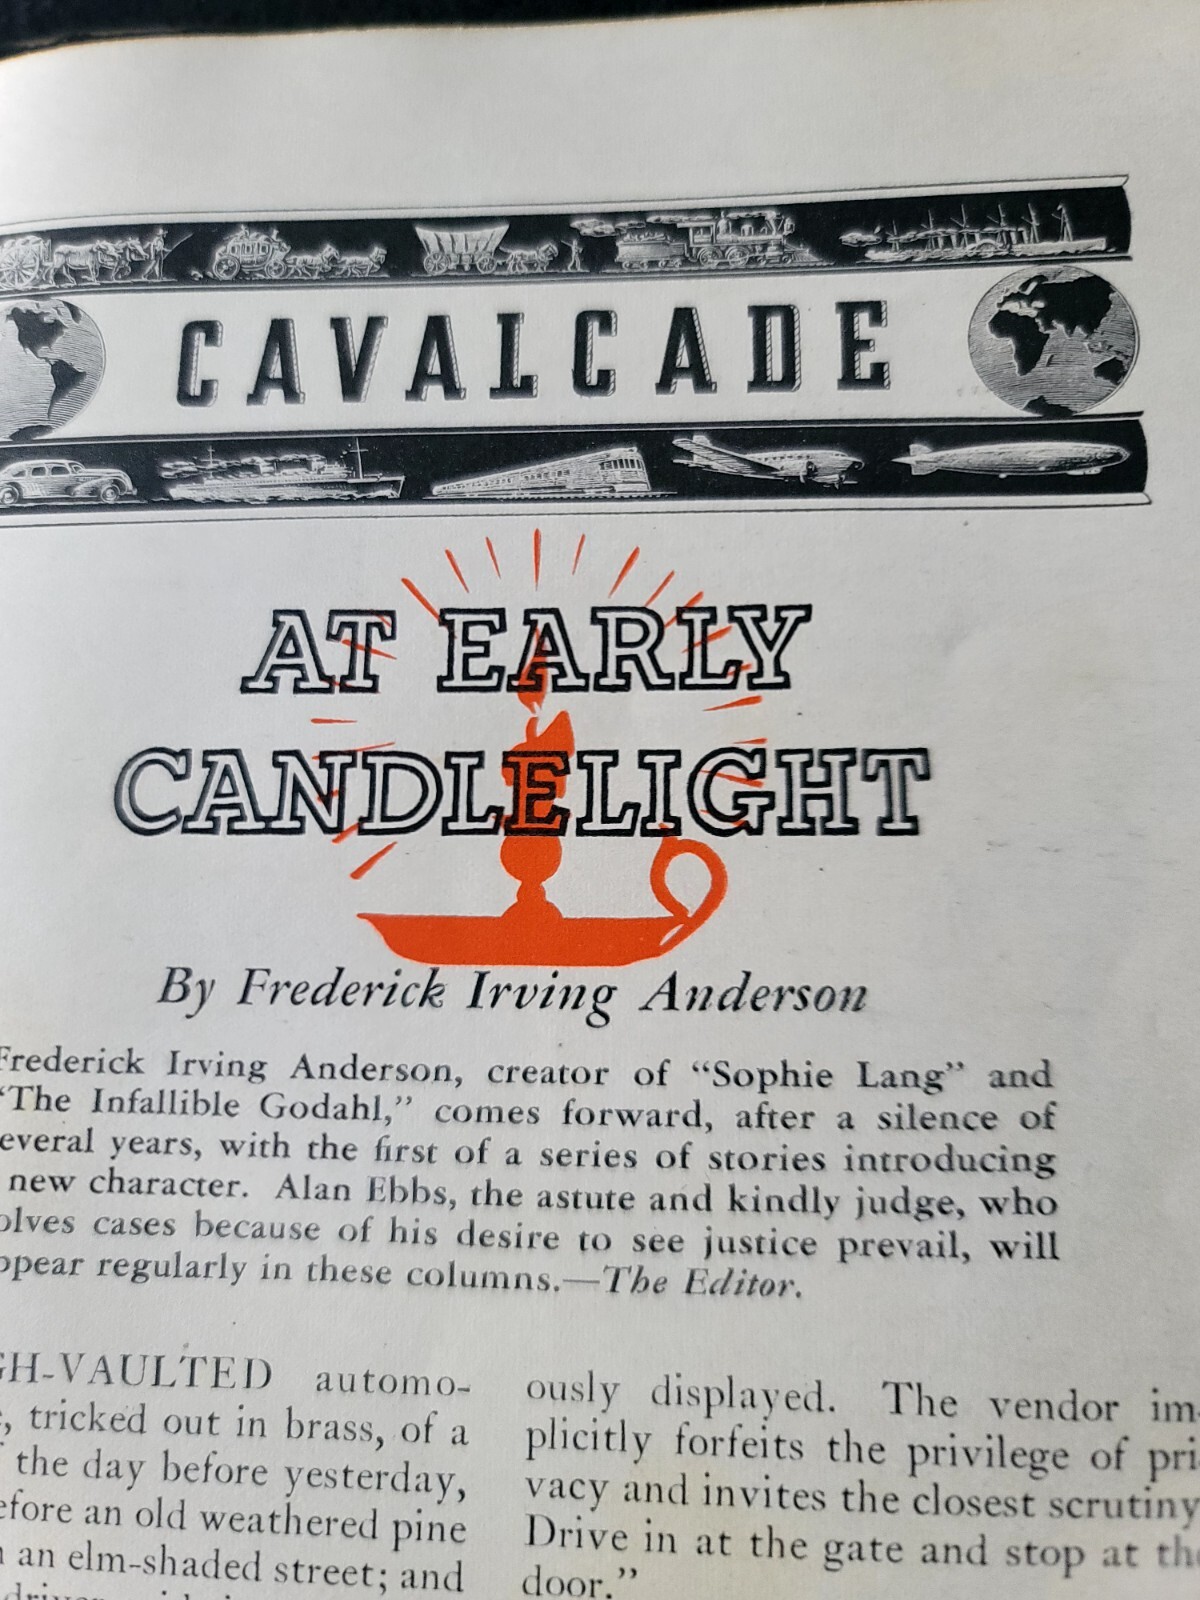 CAVALCADE
AT EARLY
CANDLELIGHT
By Frederick Irving Anderson
Frederick Irving Anderson, creator of “Sophie Lang” and
“The Infallible Godahl,” comes forward, after a silence of
everal years, with the first of a series of stories introducing
new character. Alan Ebbs, the astute and kindly judge, who
olves cases because of his desire to see justice prevail, will
ppear regularly in these columns.—The Editor.
GH-VAULTED automo-
, tricked out in brass, of a
the day before yesterday,
efore an old weathered pine
an elm-shaded street; and
ously displayed. The vendor im-
plicitly forfeits the privilege of pri-
vacy and invites the closest scrutiny
Drive in at the gate and stop at the
door.”